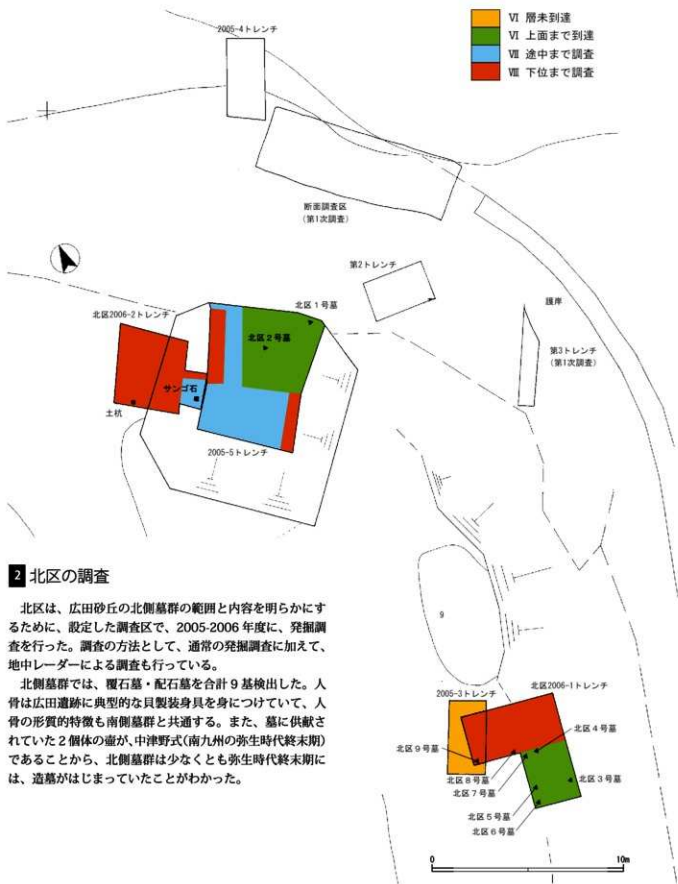 Ⅵ 層未到達
Ⅵ 上面まで到達
Ⅶ 途中まで調査
Ⅷ 下位まで調査
2005-4トレンチ
断面調査区
(第1次調査)
第2トレンチ
護岸
北区1号墓
北区2006-2トレンチ
北区2号墓
第3トレンチ
(第1次調査)
サンゴ石
土坑
2005-5トレンチ
2 北区の調査
北区は、広田砂丘の北側墓群の範囲と内容を明らかにす
るために、設定した調査区で、2005-2006 年度に、発掘調
査を行った。調査の方法として、通常の発掘調査に加えて、
地中レーダーによる調査も行っている。
北側墓群では、覆石墓・配石墓を合計9基検出した。人
骨は広田遺跡に典型的な貝製装身具を身につけていて、人
骨の形質的特徴も南側墓群と共通する。また、墓に供献さ
れていた2個体の壺が、中津野式(南九州の弥生時代終末期)
であることから、北側墓群は少なくとも弥生時代終末期に
は、造墓がはじまっていたことがわかった。
9
2005-3トレンチ
北区2006-1トレンチ
北区4号墓
北区9号墓
北区8号墓
北区7号墓
北区3号墓
北区5号墓
北区6号墓
0 10m